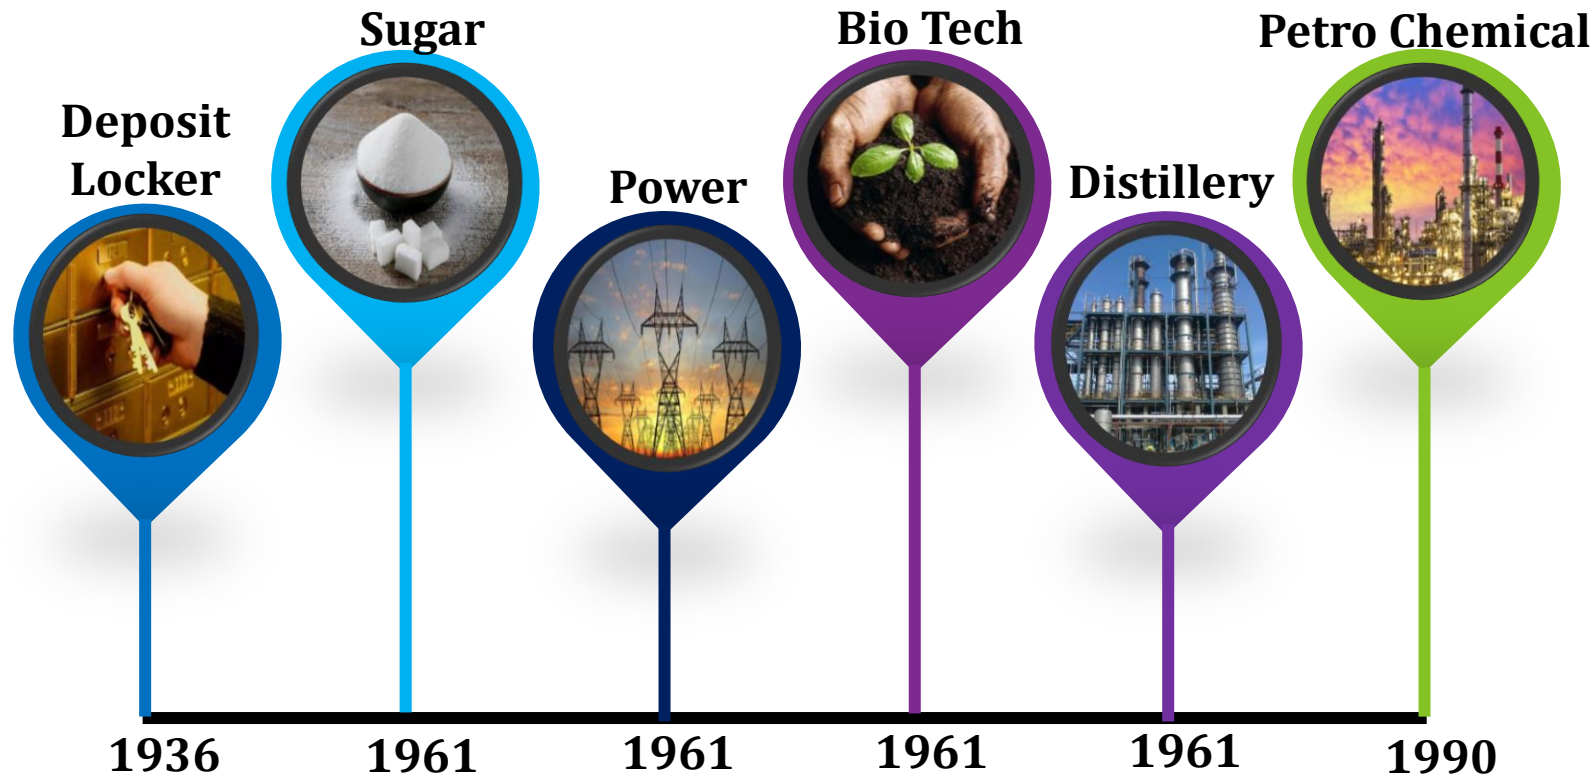 Deposit
Locker
Sugar
Power
Bio Tech
Distillery
Petro Chemical
1936
1961
1961
1961
1961
1990